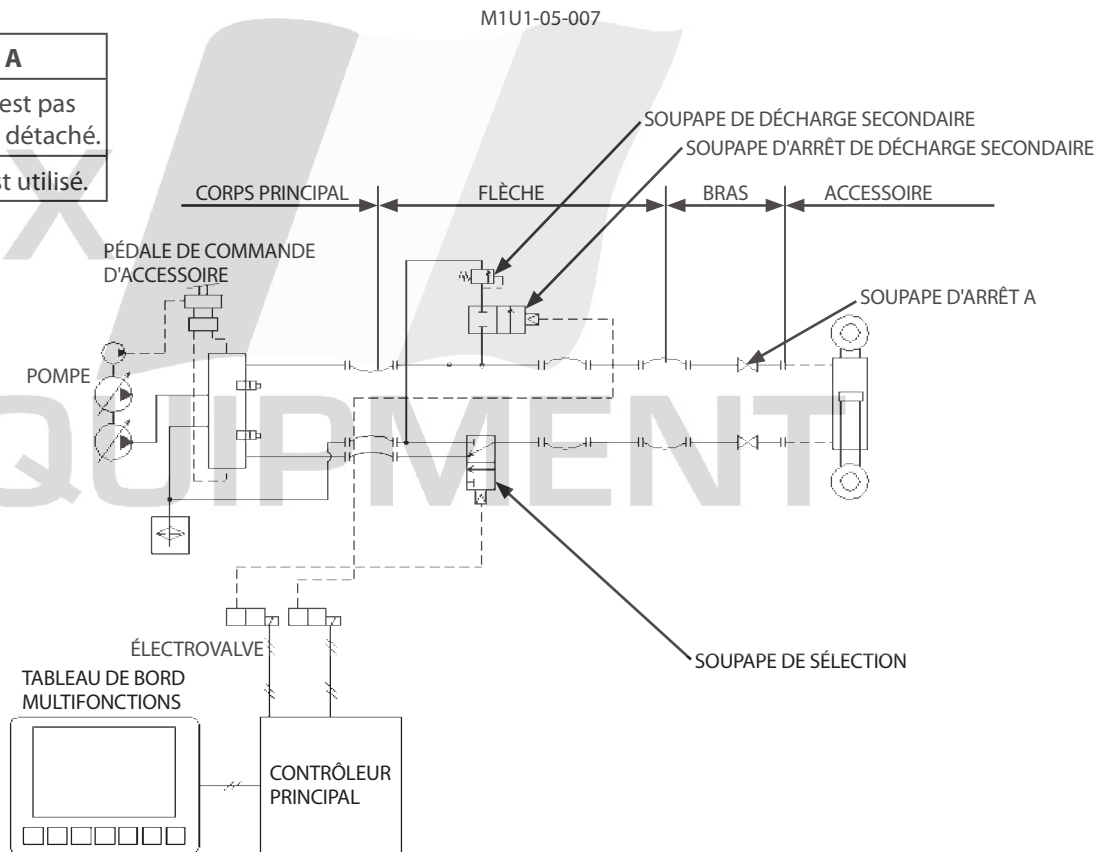 M1U1-05-007
A
est pas
détaché.
st utilisé.
SOUPAPE DE DÉCHARGE SECONDAIRE
SOUPAPE D'ARRÊT DE DÉCHARGE SECONDAIRE
CORPS PRINCIPAL
FLÈCHE
BRAS
ACCESSOIRE
PÉDALE DE COMMANDE
D'ACCESSOIRE
SOUPAPE D'ARRÊT A
POMPE
X
QUIPMENT
ÉLECTROVALVE
SOUPAPE DE SÉLECTION
TABLEAU DE BORD
MULTIFONCTIONS
CONTRÔLEUR
PRINCIPAL